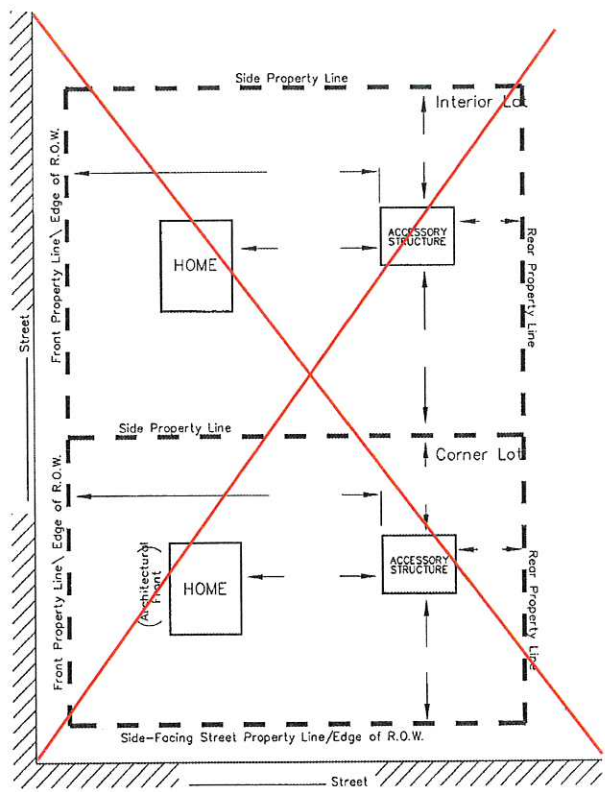 Side Property Line
Interior Lot
Front Property Line\ Edge of R.O.W.
ACCESSORY
STRUCTURE
HOME
Rear Property Line
Street
Side Property Line
Corner Lot
Front Property Line\ Edge of R.O.W.
(Architectural
Front)
HOME
ACCESSORY
STRUCTURE
Rear Property Line
Side-Facing Street Property Line/Edge of R.O.W.
Street